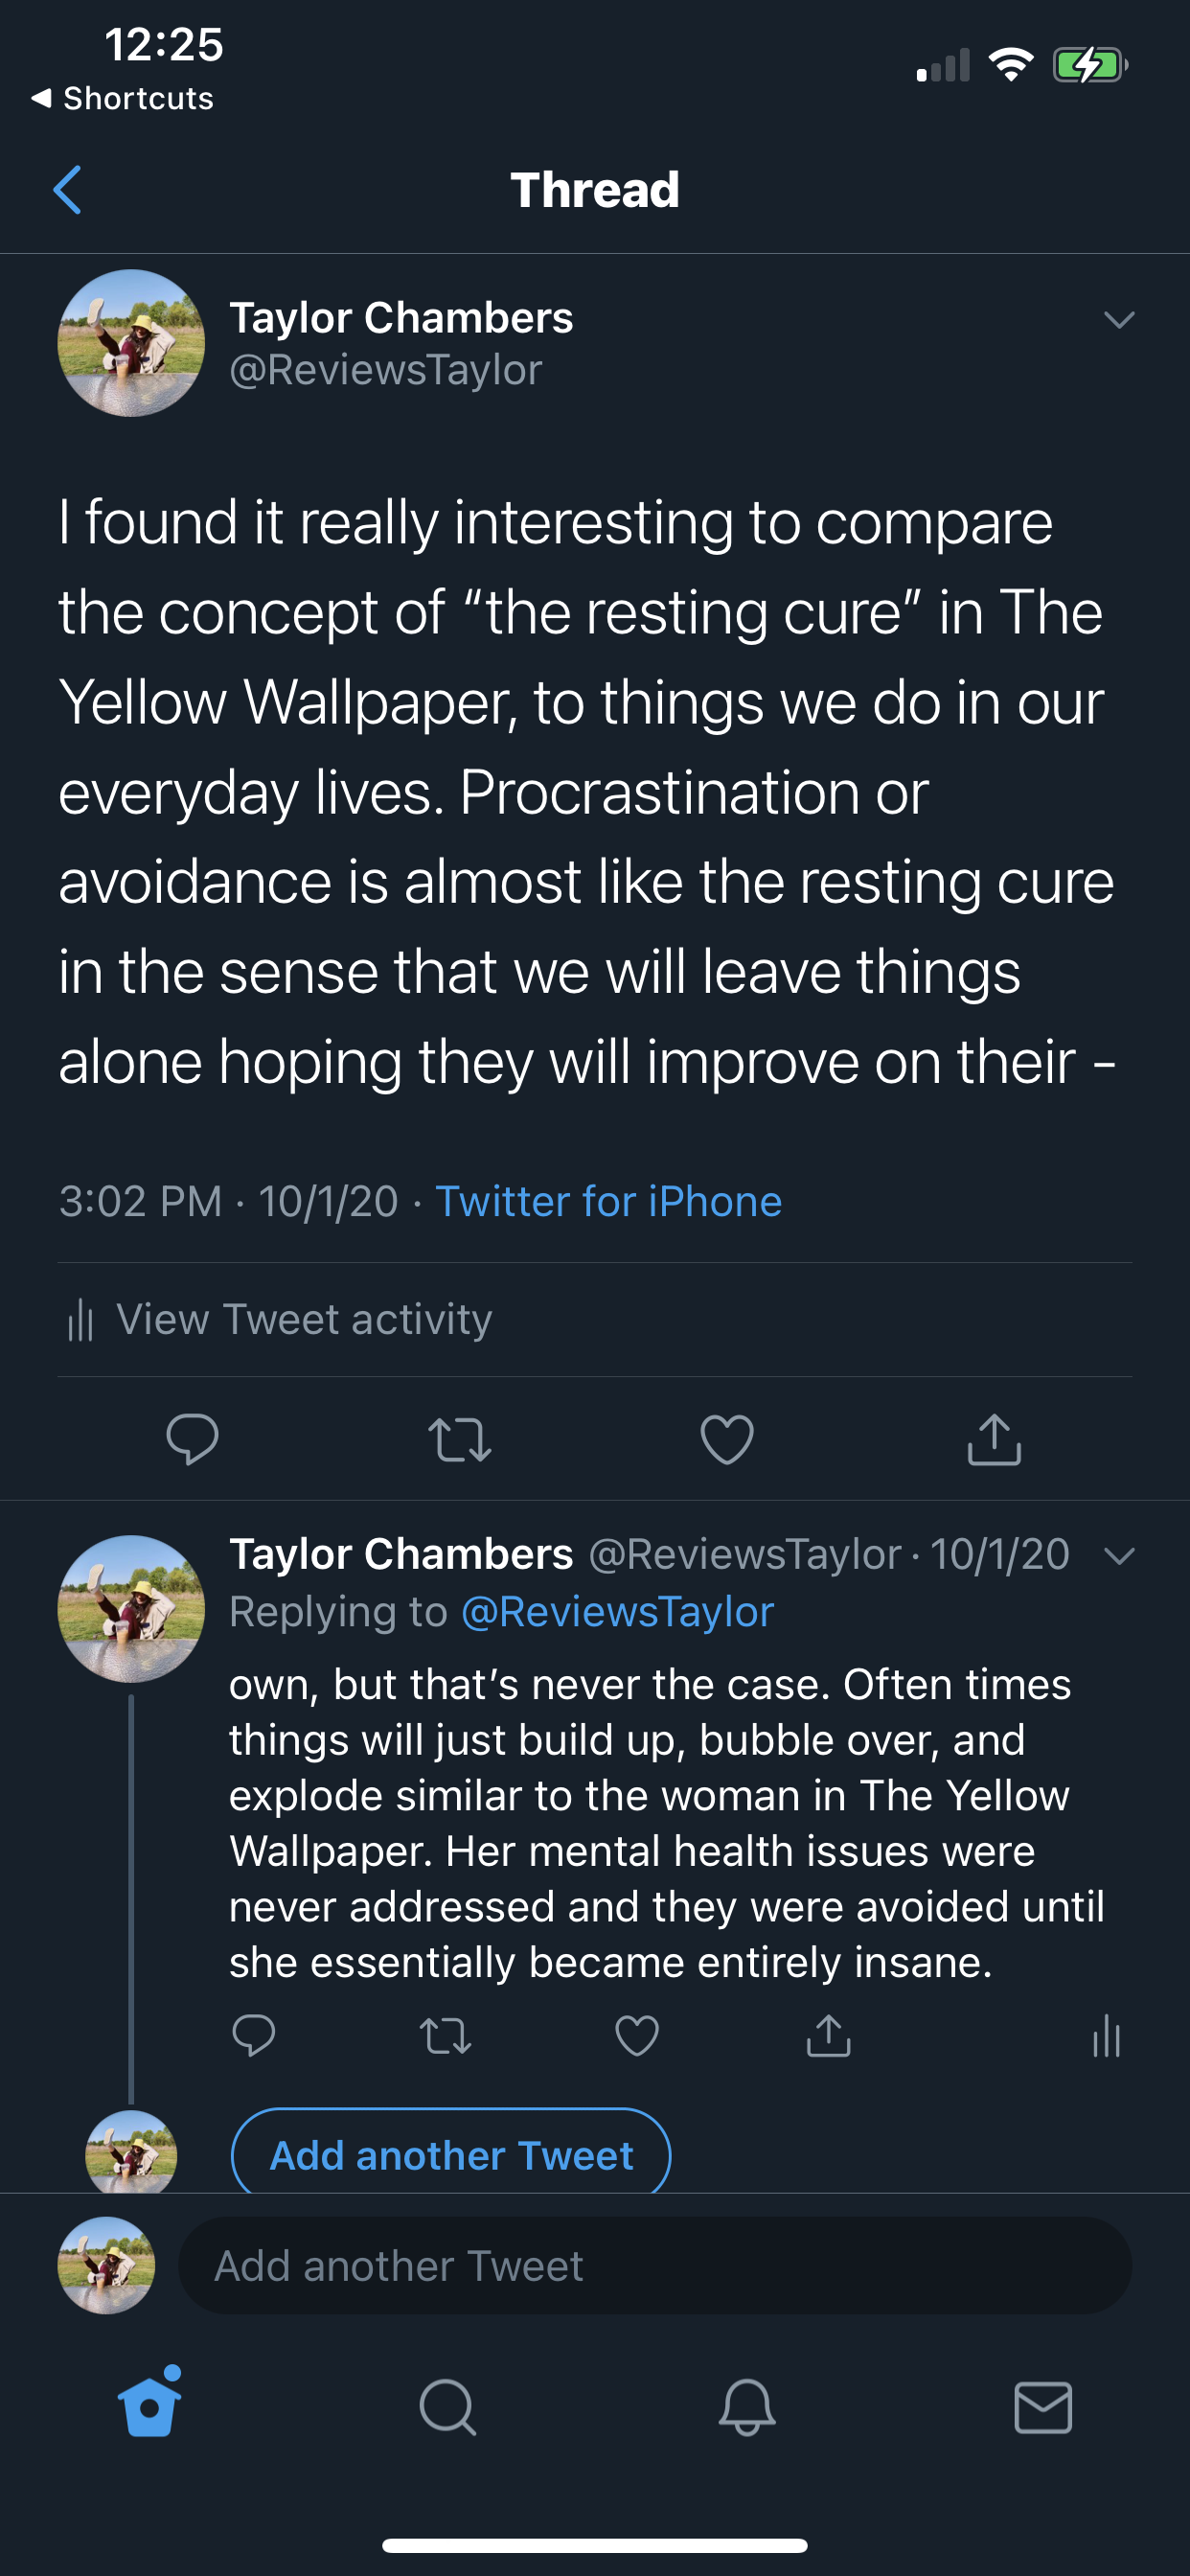 12:25
◀ Shortcuts
Thread
Taylor Chambers
@ReviewsTaylor
I found it really interesting to compare
the concept of “the resting cure” in The
Yellow Wallpaper, to things we do in our
everyday lives. Procrastination or
avoidance is almost like the resting cure
in the sense that we will leave things
alone hoping they will improve on their -
3:02 PM · 10/1/20 · Twitter for iPhone
View Tweet activity
Taylor Chambers @ReviewsTaylor · 10/1/20
Replying to @ReviewsTaylor
own, but that’s never the case. Often times
things will just build up, bubble over, and
explode similar to the woman in The Yellow
Wallpaper. Her mental health issues were
never addressed and they were avoided until
she essentially became entirely insane.
Add another Tweet
Add another Tweet